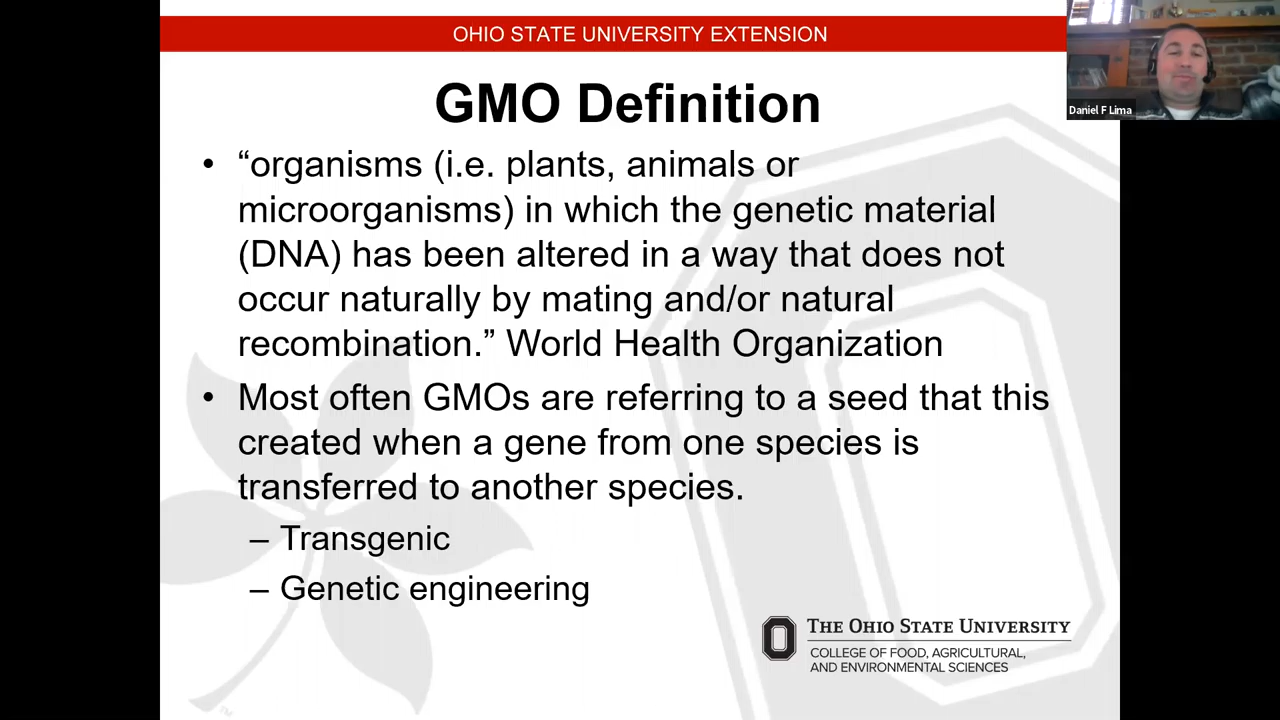 OHIO STATE UNIVERSITY EXTENSION
Daniel F Lima
GMO Definition
• “organisms (i.e. plants, animals or
microorganisms) in which the genetic material
(DNA) has been altered in a way that does not
occur naturally by mating and/or natural
recombination.” World Health Organization
• Most often GMOs are referring to a seed that this
created when a gene from one species is
transferred to another species.
– Transgenic
– Genetic engineering
THE OHIO STATE UNIVERSITY
COLLEGE OF FOOD, AGRICULTURAL,
AND ENVIRONMENTAL SCIENCES
TM